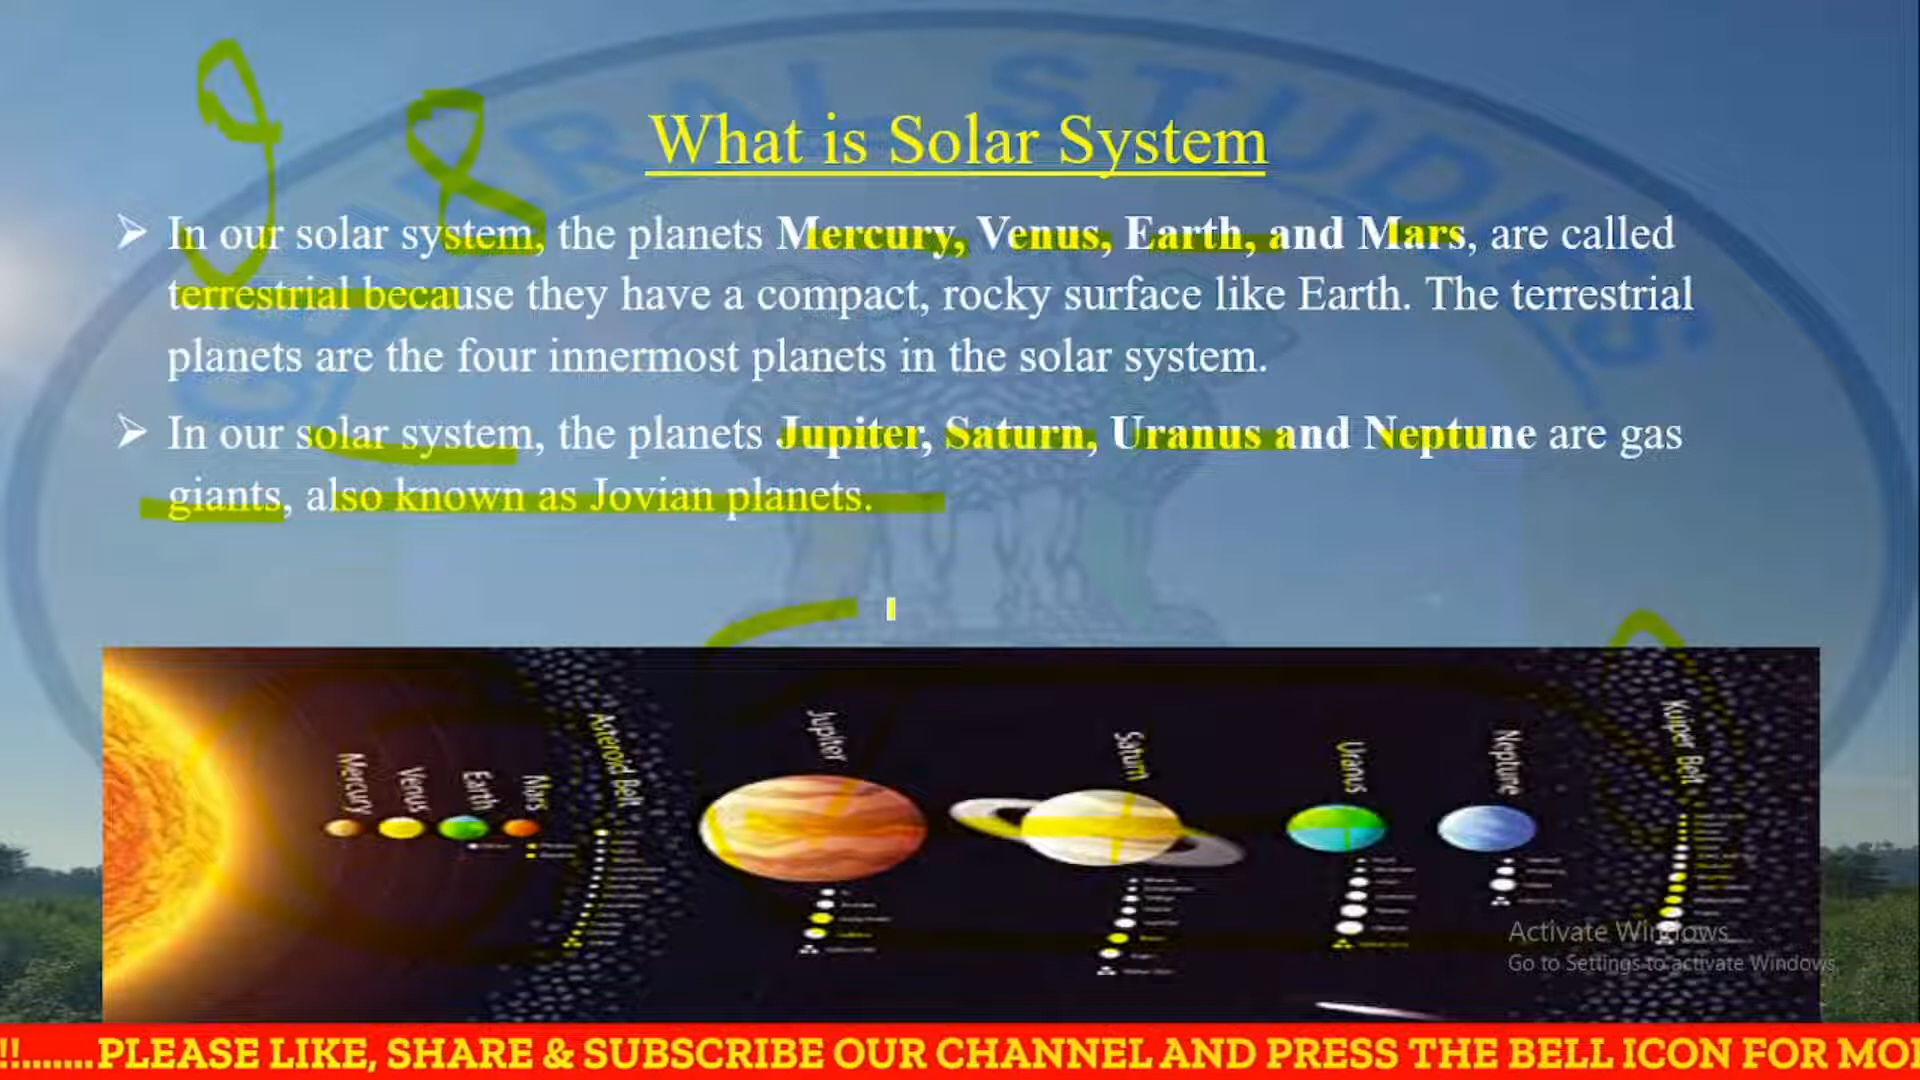 GENERAL STUDIES
9 8
What is Solar System
➢ In our solar system, the planets Mercury, Venus, Earth, and Mars, are called
terrestrial because they have a compact, rocky surface like Earth. The terrestrial
planets are the four innermost planets in the solar system.
➢ In our solar system, the planets Jupiter, Saturn, Uranus and Neptune are gas
giants, also known as Jovian planets.
Mercury
Venus
Earth
Mars
Asteroid Belt
Jupiter
Saturn
Uranus
Neptune
Kuiper Belt
Activate Windows
Go to Settings to activate Windows.
!!.......PLEASE LIKE, SHARE & SUBSCRIBE OUR CHANNEL AND PRESS THE BELL ICON FOR MO